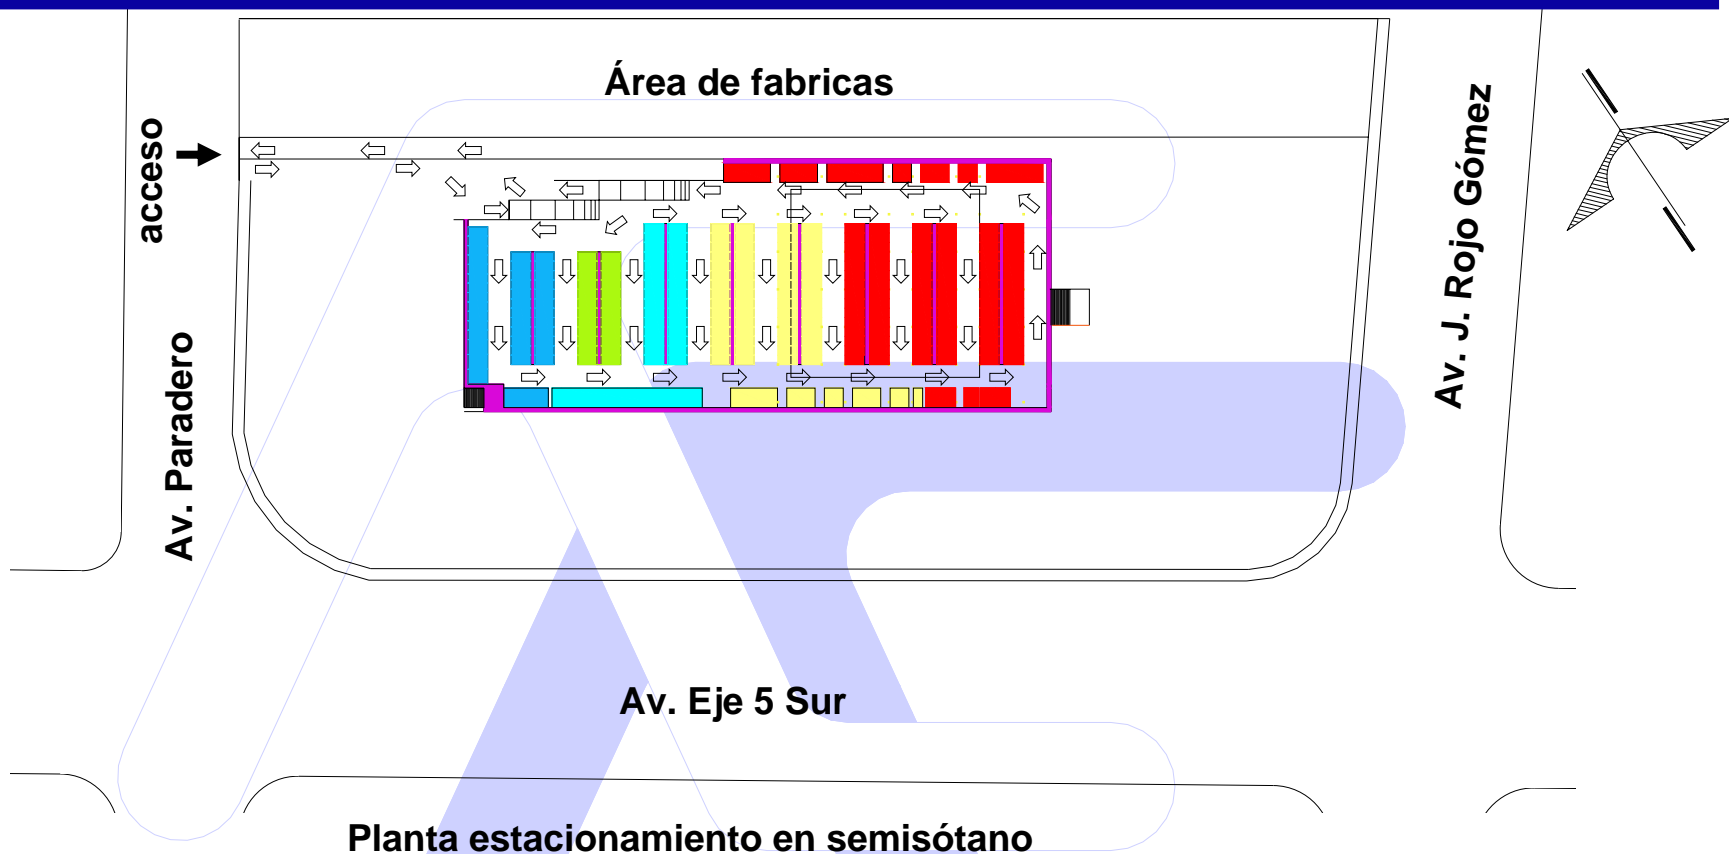 Área de fabricas
acceso
Av. J. Rojo Gómez
Av. Paradero
Av. Eje 5 Sur
Planta estacionamiento en semisótano